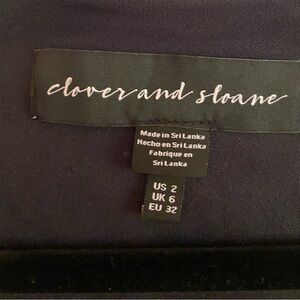 clover and sloane
Made in Sri Lanka
Hecho en Sri Lanka
Fabrique en
Sri Lanka
US 2
UK 6
EU 32